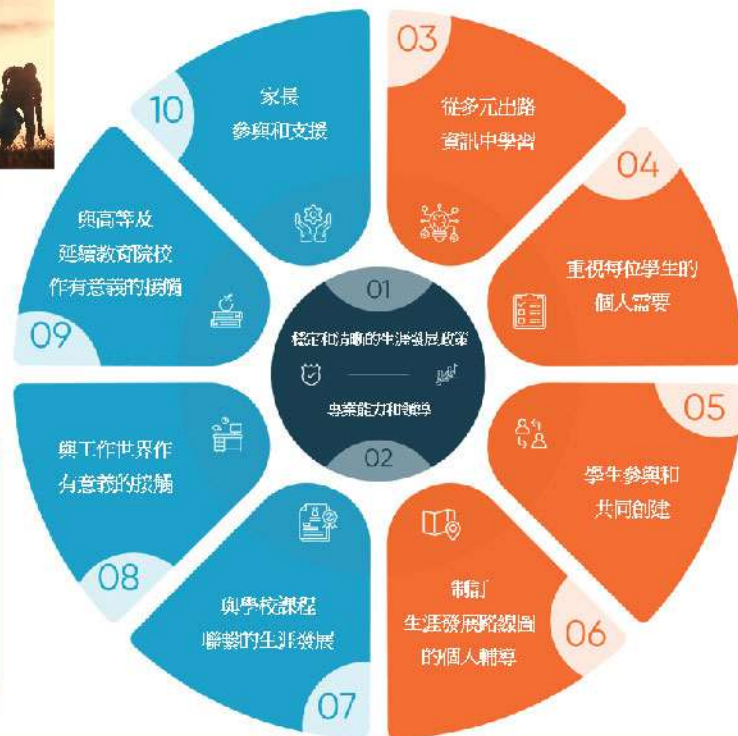 01
穩定和清晰的生涯發展政策
專業能力和領導
02
03
從多元出路
資訊中學習
04
重視每位學生的
個人需要
05
學生參與和
共同創建
06
制訂
生涯發展路線圖
的個人輔導
07
與學校課程
聯繫的生涯發展
08
與工作世界作
有意義的接觸
09
與高等及
延續教育院校
作有意義的接觸
10
家長
參與和支援